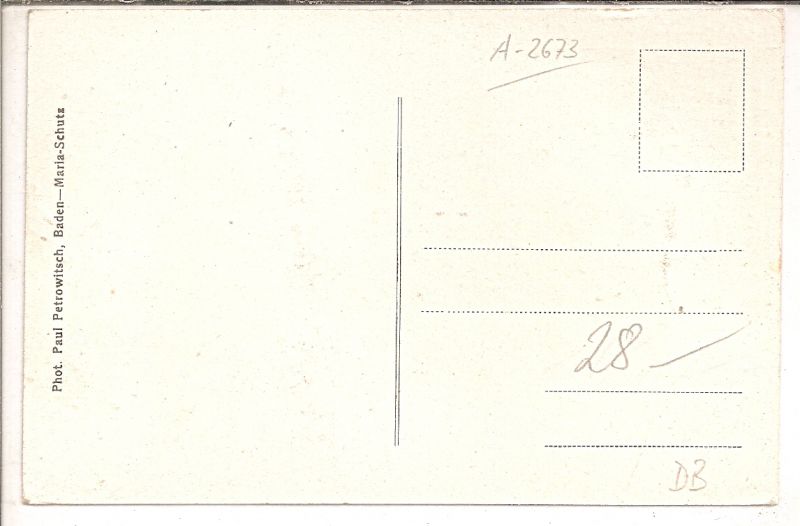 A-2673
Phot. Paul Petrowitsch, Baden—Maria-Schutz
28 —
DB